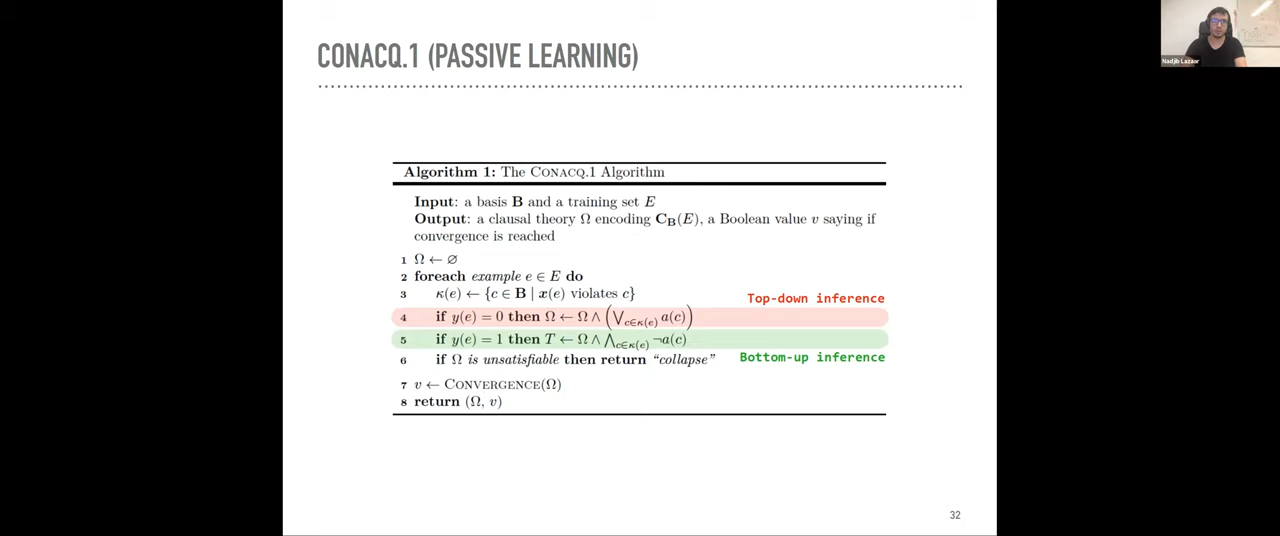 CONACQ.1 (PASSIVE LEARNING)
Nadjib Lazaar
Algorithm 1: The CONACQ.1 Algorithm
Input: a basis B and a training set E
Output: a clausal theory Ω encoding C_B(E), a Boolean value v saying if
convergence is reached
1 Ω ← ∅
2 foreach example e ∈ E do
3 κ(e) ← {c ∈ B | x(e) violates c}
Top-down inference
4 if y(e) = 0 then Ω ← Ω ∧ (⋁_{c∈κ(e)} a(c))
5 if y(e) = 1 then T ← Ω ∧ ⋀_{c∈κ(e)} ¬a(c)
Bottom-up inference
6 if Ω is unsatisfiable then return “collapse”
7 v ← CONVERGENCE(Ω)
8 return (Ω, v)
32